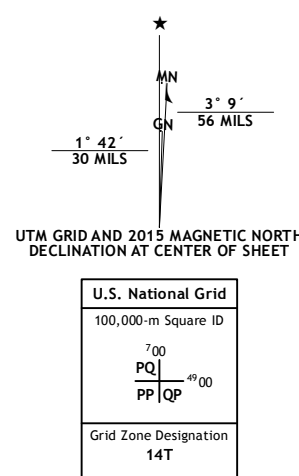 ★
MN
3° 9´
56 MILS
GN
1° 42´
30 MILS
UTM GRID AND 2015 MAGNETIC NORTH
DECLINATION AT CENTER OF SHEET
U.S. National Grid
100,000-m Square ID
⁷00
PQ
⁴⁹00
PP QP
Grid Zone Designation
14T